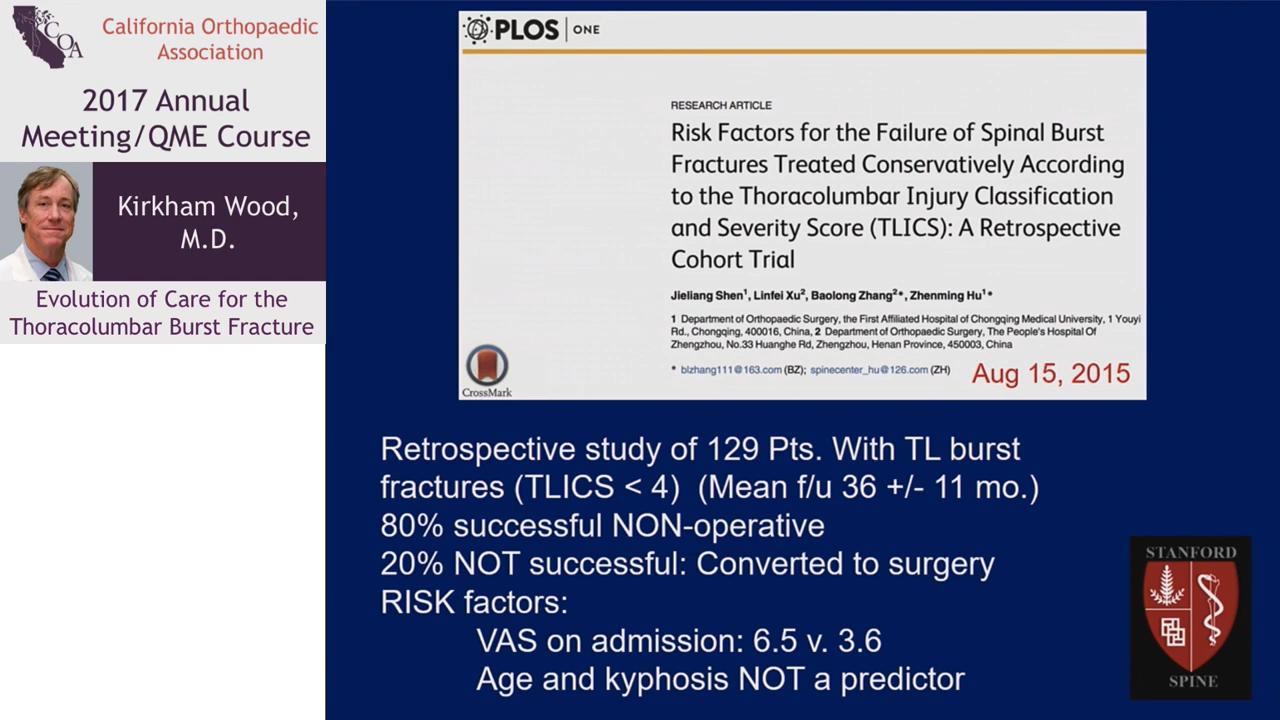 COA
California Orthopaedic
Association
2017 Annual
Meeting/QME Course
Kirkham Wood,
M.D.
Evolution of Care for the
Thoracolumbar Burst Fracture
PLOS | ONE
RESEARCH ARTICLE
Risk Factors for the Failure of Spinal Burst
Fractures Treated Conservatively According
to the Thoracolumbar Injury Classification
and Severity Score (TLICS): A Retrospective
Cohort Trial
Jieliang Shen1, Linfei Xu2, Baolong Zhang2*, Zhenming Hu1*
1 Department of Orthopaedic Surgery, the First Affiliated Hospital of Chongqing Medical University, 1 Youyi
Rd., Chongqing, 400016, China, 2 Department of Orthopaedic Surgery, The People's Hospital Of
Zhengzhou, No.33 Huanghe Rd, Zhengzhou, Henan Province, 450003, China
* blzhang111@163.com (BZ); spinecenter_hu@126.com (ZH)
Aug 15, 2015
CrossMark
Retrospective study of 129 Pts. With TL burst
fractures (TLICS < 4) (Mean f/u 36 +/- 11 mo.)
80% successful NON-operative
20% NOT successful: Converted to surgery
RISK factors:
VAS on admission: 6.5 v. 3.6
Age and kyphosis NOT a predictor
STANFORD
SPINE